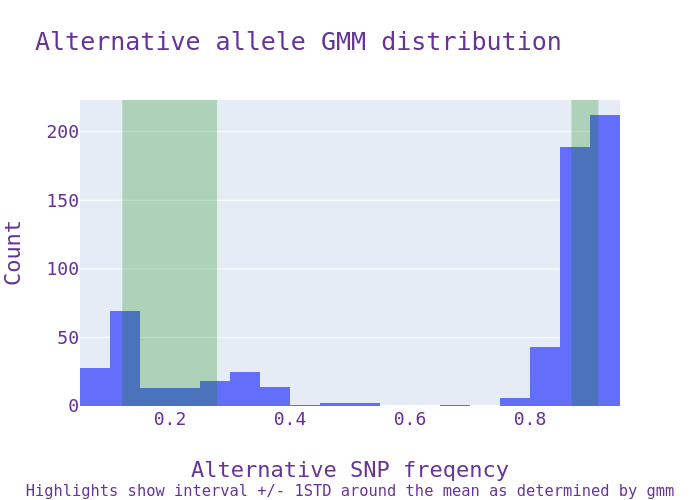 Alternative allele GMM distribution
200
150
100
50
0
Count
0.2 0.4 0.6 0.8
Alternative SNP freqency
Highlights show interval +/- 1STD around the mean as determined by gmm